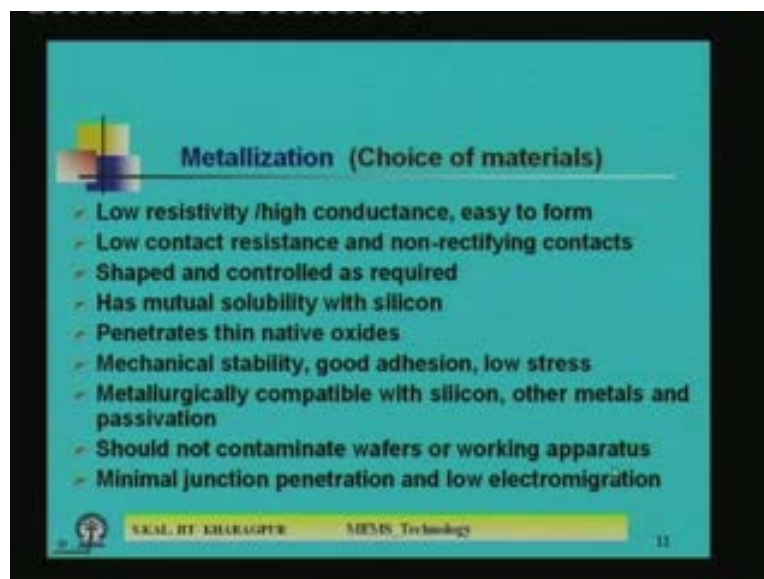 Metallization (Choice of materials)
Low resistivity /high conductance, easy to form
Low contact resistance and non-rectifying contacts
Shaped and controlled as required
Has mutual solubility with silicon
Penetrates thin native oxides
Mechanical stability, good adhesion, low stress
Metallurgically compatible with silicon, other metals and
passivation
Should not contaminate wafers or working apparatus
Minimal junction penetration and low electromigration
S.KAL, IIT KHARAGPUR MEMS Technology 11